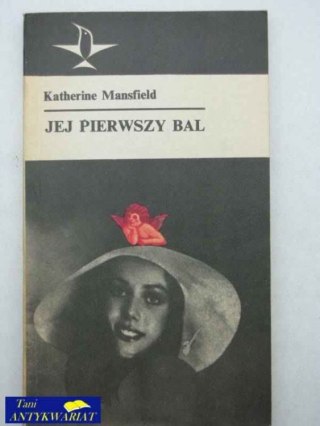 Katherine Mansfield
JEJ PIERWSZY BAL
Tani
ANTYKWARIAT